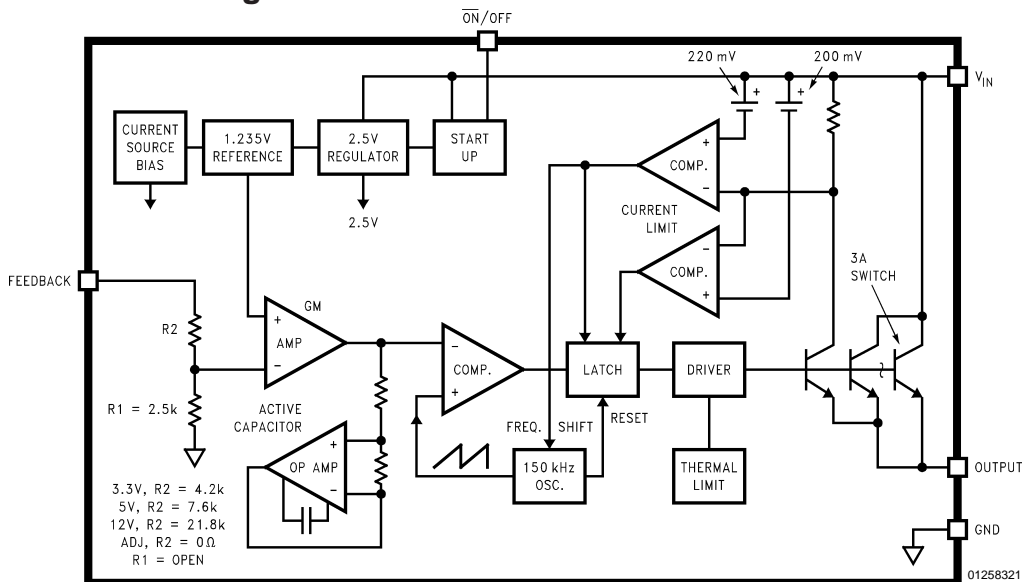 ON/OFF
220 mV
200 mV
VIN
CURRENT
SOURCE
BIAS
1.235V
REFERENCE
2.5V
REGULATOR
START
UP
+
+
+
COMP.
−
2.5V
CURRENT
LIMIT
−
COMP.
+
3A
SWITCH
FEEDBACK
R2
R1 = 2.5k
GM
+
AMP
−
−
COMP.
+
LATCH
DRIVER
RESET
FREQ. SHIFT
150 kHz
OSC.
THERMAL
LIMIT
ACTIVE
CAPACITOR
+
OP AMP
−
3.3V, R2 = 4.2k
5V, R2 = 7.6k
12V, R2 = 21.8k
ADJ, R2 = 0Ω
R1 = OPEN
OUTPUT
GND
01258321